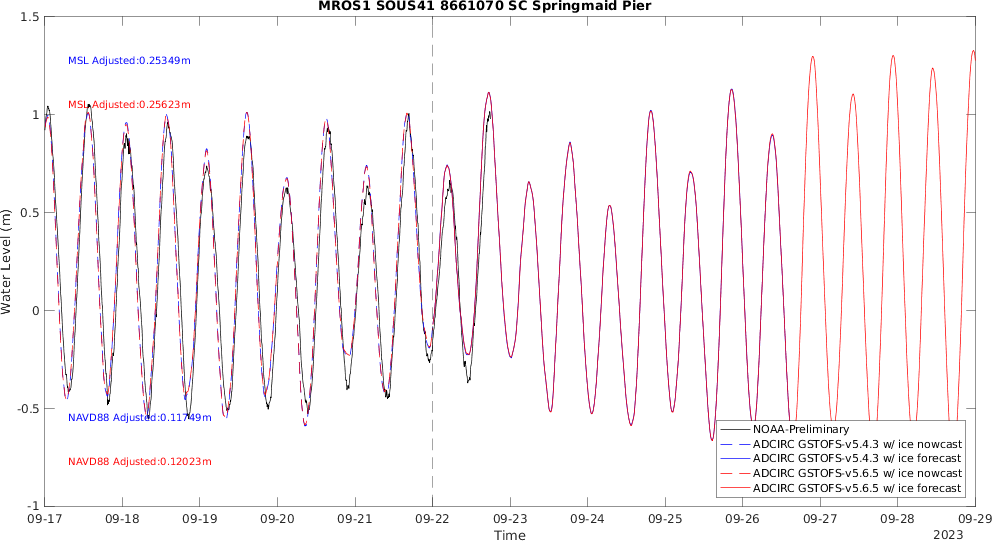 MROS1 SOUS41 8661070 SC Springmaid Pier
1.5
MSL Adjusted:0.25349m
MSL Adjusted:0.25623m
1
0.5
Water Level (m)
0
-0.5
NAVD88 Adjusted:0.11749m
NAVD88 Adjusted:0.12023m
NOAA-Preliminary
ADCIRC GSTOFS-v5.4.3 w/ ice nowcast
ADCIRC GSTOFS-v5.4.3 w/ ice forecast
ADCIRC GSTOFS-v5.6.5 w/ ice nowcast
ADCIRC GSTOFS-v5.6.5 w/ ice forecast
-1
09-17 09-18 09-19 09-20 09-21 09-22 09-23 09-24 09-25 09-26 09-27 09-28 09-29
Time
2023